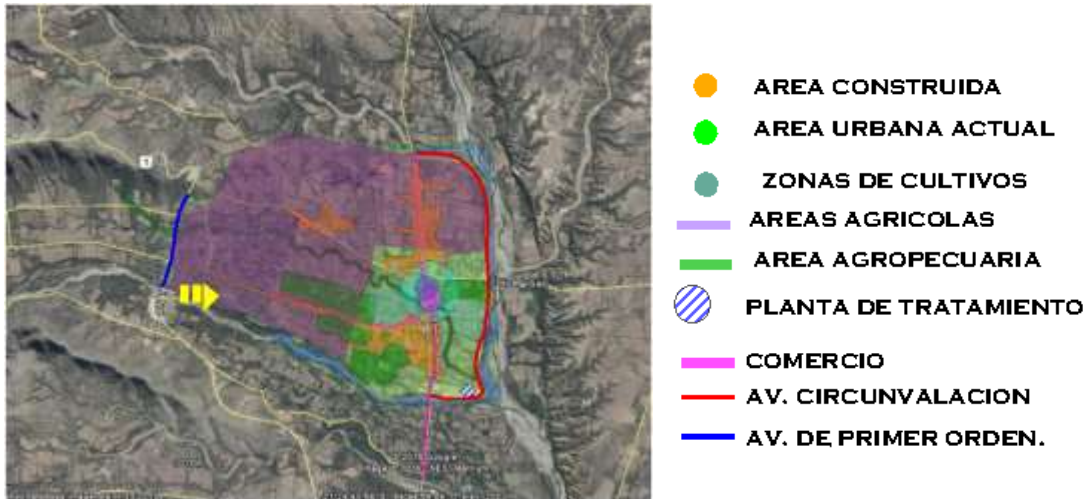 1
AREA CONSTRUIDA
AREA URBANA ACTUAL
ZONAS DE CULTIVOS
AREAS AGRICOLAS
AREA AGROPECUARIA
PLANTA DE TRATAMIENTO
COMERCIO
AV. CIRCUNVALACION
AV. DE PRIMER ORDEN.